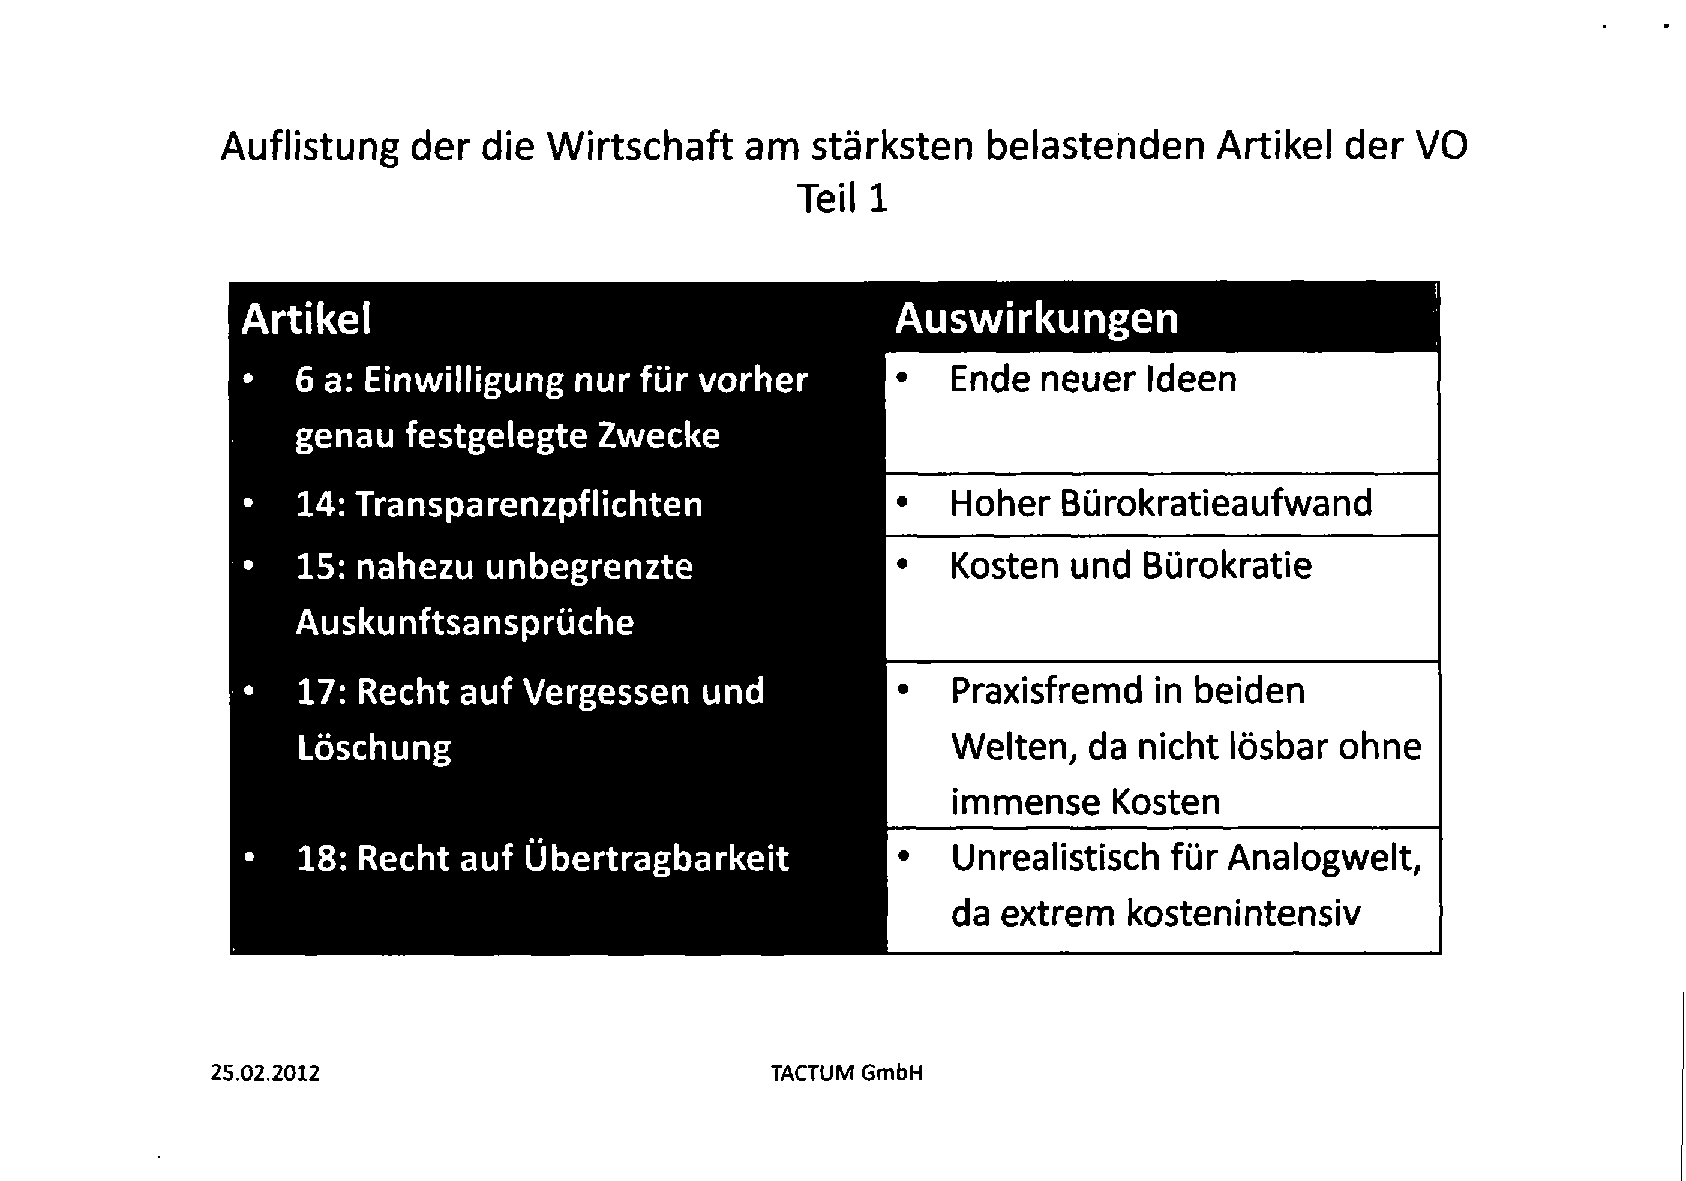 Auflistung der die Wirtschaft am stärksten belastenden Artikel der VO
Teil 1
Artikel
Auswirkungen
• 6 a: Einwilligung nur für vorher
genau festgelegte Zwecke
• Ende neuer Ideen
• 14: Transparenzpflichten
• Hoher Bürokratieaufwand
• 15: nahezu unbegrenzte
Auskunftsansprüche
• Kosten und Bürokratie
• 17: Recht auf Vergessen und
Löschung
• Praxisfremd in beiden
Welten, da nicht lösbar ohne
immense Kosten
• 18: Recht auf Übertragbarkeit
• Unrealistisch für Analogwelt,
da extrem kostenintensiv
25.02.2012
TACTUM GmbH